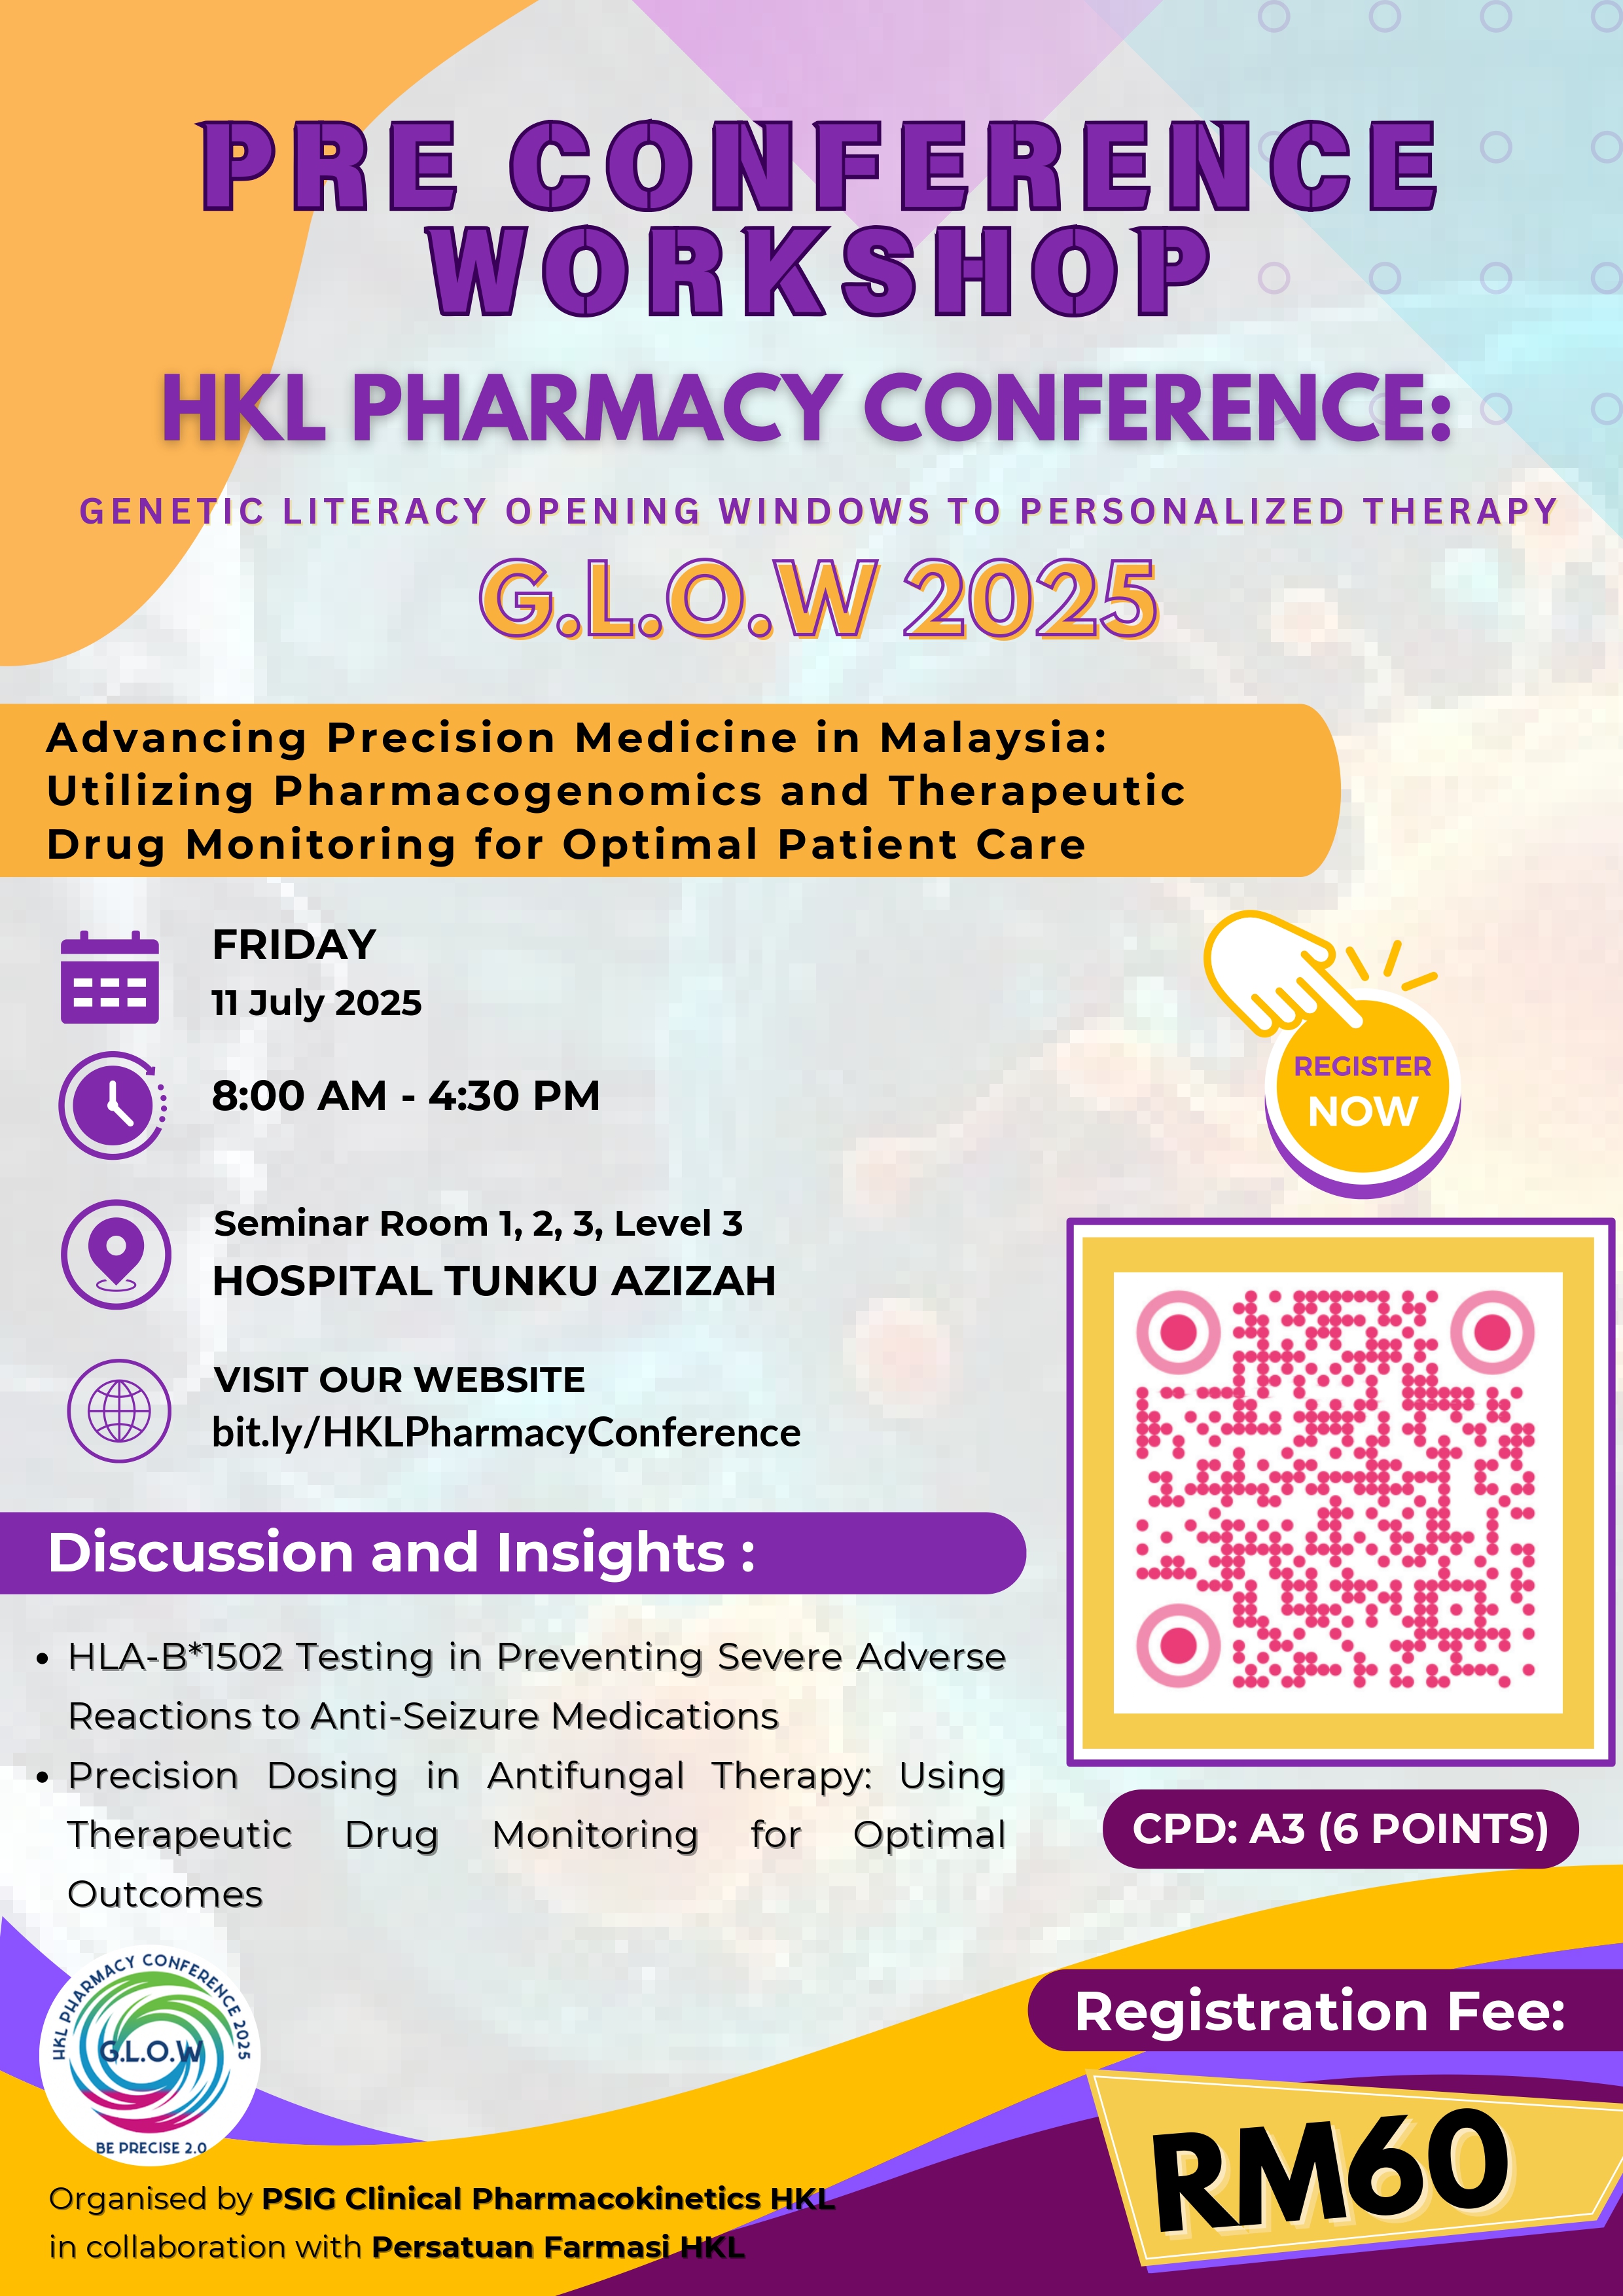 PRE CONFERENCE
WORKSHOP
HKL PHARMACY CONFERENCE:
GENETIC LITERACY OPENING WINDOWS TO PERSONALIZED THERAPY
G.L.O.W 2025
Advancing Precision Medicine in Malaysia:
Utilizing Pharmacogenomics and Therapeutic
Drug Monitoring for Optimal Patient Care
FRIDAY
11 July 2025
8:00 AM - 4:30 PM
Seminar Room 1, 2, 3, Level 3
HOSPITAL TUNKU AZIZAH
VISIT OUR WEBSITE
bit.ly/HKLPharmacyConference
REGISTER
NOW
Discussion and Insights :
• HLA-B*1502 Testing in Preventing Severe Adverse
Reactions to Anti-Seizure Medications
• Precision Dosing in Antifungal Therapy: Using
Therapeutic Drug Monitoring for Optimal
Outcomes
CPD: A3 (6 POINTS)
Registration Fee:
RM60
HKL PHARMACY CONFERENCE 2025
G.L.O.W
BE PRECISE 2.0
Organised by PSIG Clinical Pharmacokinetics HKL
in collaboration with Persatuan Farmasi HKL